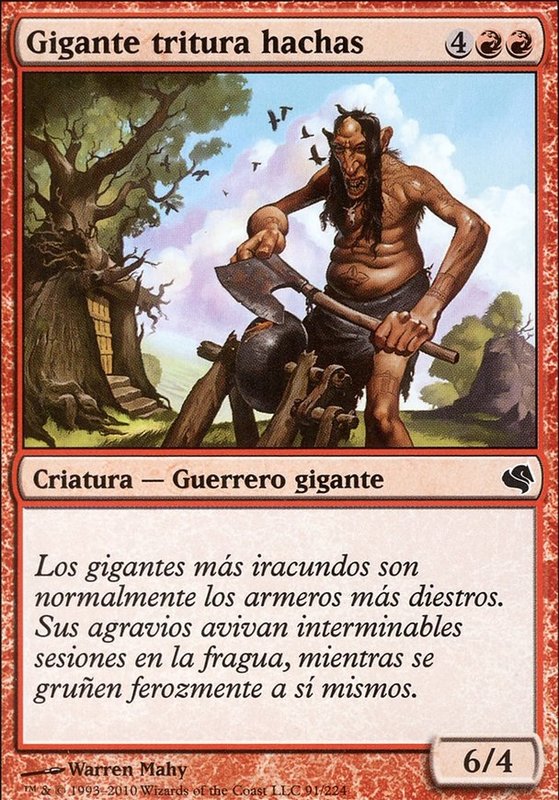 Gigante tritura hachas 4
Criatura — Guerrero gigante
Los gigantes más iracundos son
normalmente los armeros más diestros.
Sus agravios avivan interminables
sesiones en la fragua, mientras se
gruñen ferozmente a sí mismos.
Warren Mahy
6/4
™ & © 1993–2010 Wizards of the Coast LLC 91/224